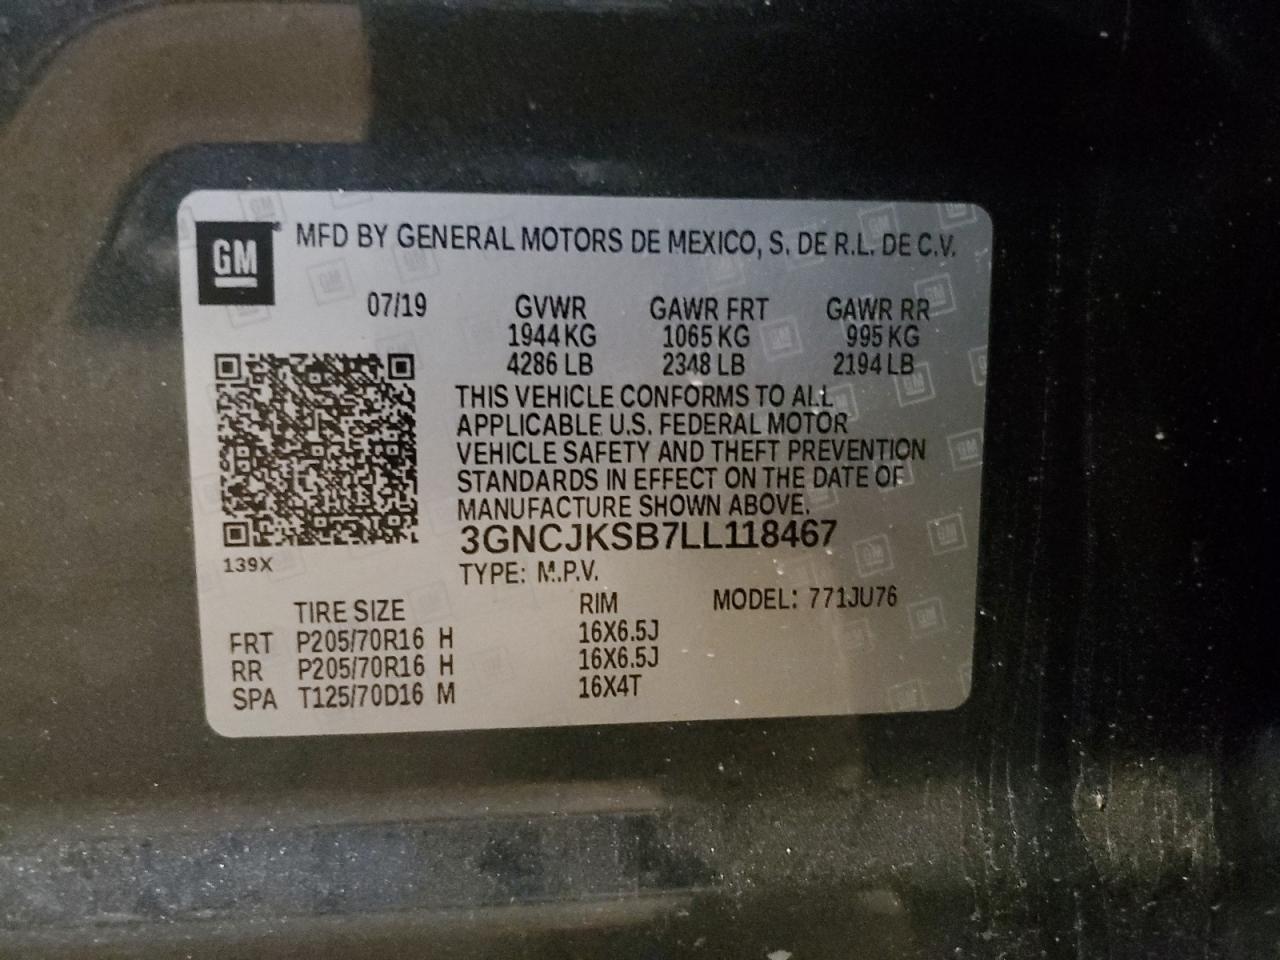 GM
MFD BY GENERAL MOTORS DE MEXICO, S. DE R.L. DE C.V.
07/19 GVWR GAWR FRT GAWR RR
1944 KG 1065 KG 995 KG
4286 LB 2348 LB 2194 LB
THIS VEHICLE CONFORMS TO ALL
APPLICABLE U.S. FEDERAL MOTOR
VEHICLE SAFETY AND THEFT PREVENTION
STANDARDS IN EFFECT ON THE DATE OF
MANUFACTURE SHOWN ABOVE.
3GNCJKSB7LL118467
139X
TYPE: M.P.V.
TIRE SIZE RIM MODEL: 771JU76
FRT P205/70R16 H 16X6.5J
RR P205/70R16 H 16X6.5J
SPA T125/70D16 M 16X4T